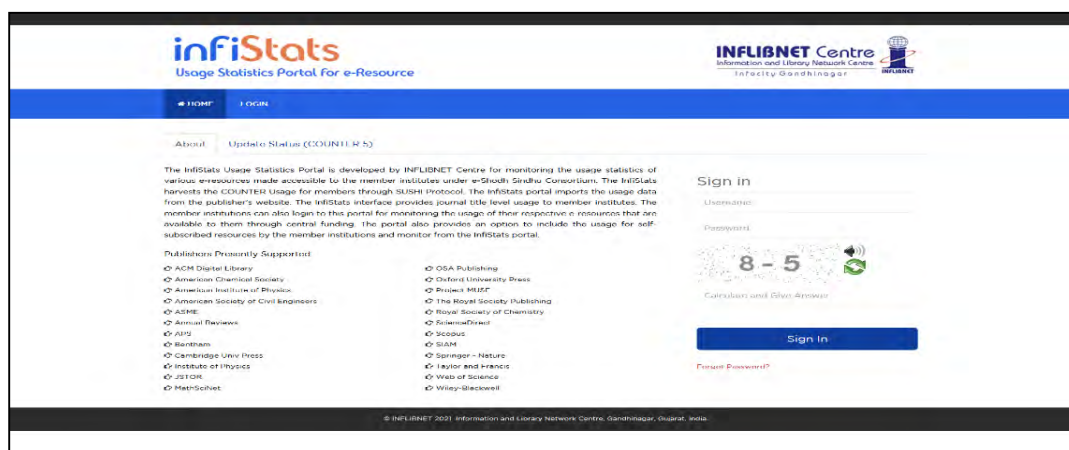 infiStats
Usage Statistics Portal for e-Resource
INFLIBNET Centre
Information and Library Network Centre
Infocity Gandhinagar
INFLIBNET
HOME LOGIN
About Update Status (COUNTER 5)
The InfiStats Usage Statistics Portal is developed by INFLIBNET Centre for monitoring the usage statistics of
various e-resources made accessible to the member institutes under e-Shodh Sindhu Consortium. The InfiStats
harvests the COUNTER Usage for members through SUSHI Protocol. The InfiStats portal imports the usage data
from the publisher's website. The InfiStats interface provides journal title level usage to member institutes. The
member institutions can also login to this portal for monitoring the usage of their respective e-resources that are
available to them through central funding. The portal also provides an option to include the usage for self-
subscribed resources by the member institutions and monitor from the InfiStats portal.
Publishers Presently Supported
ACM Digital Library
American Chemical Society
American Institute of Physics
American Society of Civil Engineers
ASME
Annual Reviews
APS
Bentham
Cambridge Univ Press
Institute of Physics
JSTOR
MathSciNet
OSA Publishing
Oxford University Press
Project MUSE
The Royal Society Publishing
Royal Society of Chemistry
ScienceDirect
Scopus
SIAM
Springer - Nature
Taylor and Francis
Web of Science
Wiley-Blackwell
Sign in
Username
Password
8 - 5
Calculate and Give Answer
Sign In
Forgot Password?
© INFLIBNET 2021 Information and Library Network Centre, Gandhinagar, Gujarat, India